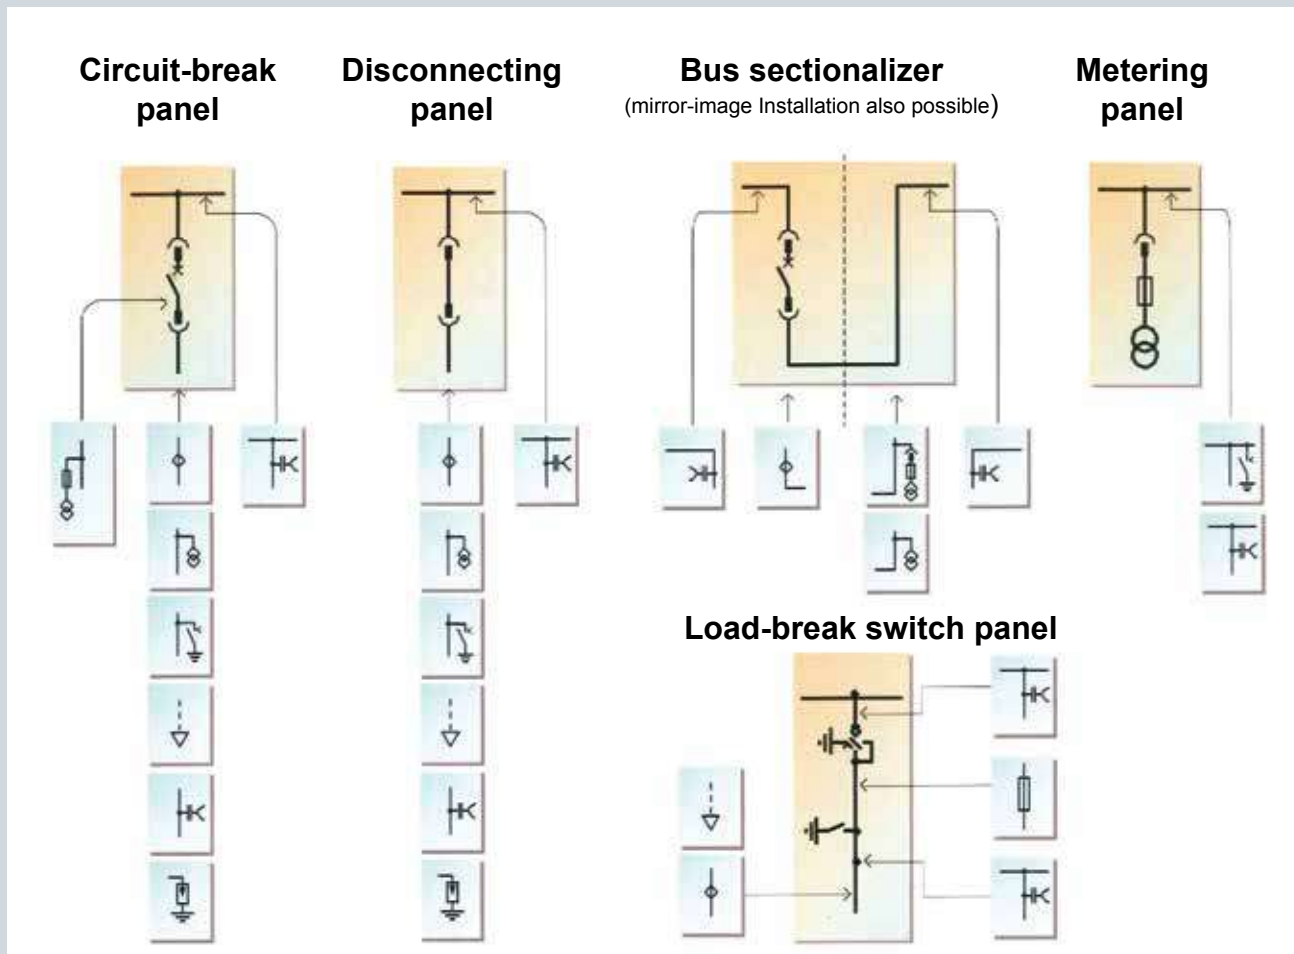 Circuit-break
panel
Disconnecting
panel
Bus sectionalizer
(mirror-image Installation also possible)
Metering
panel
Load-break switch panel